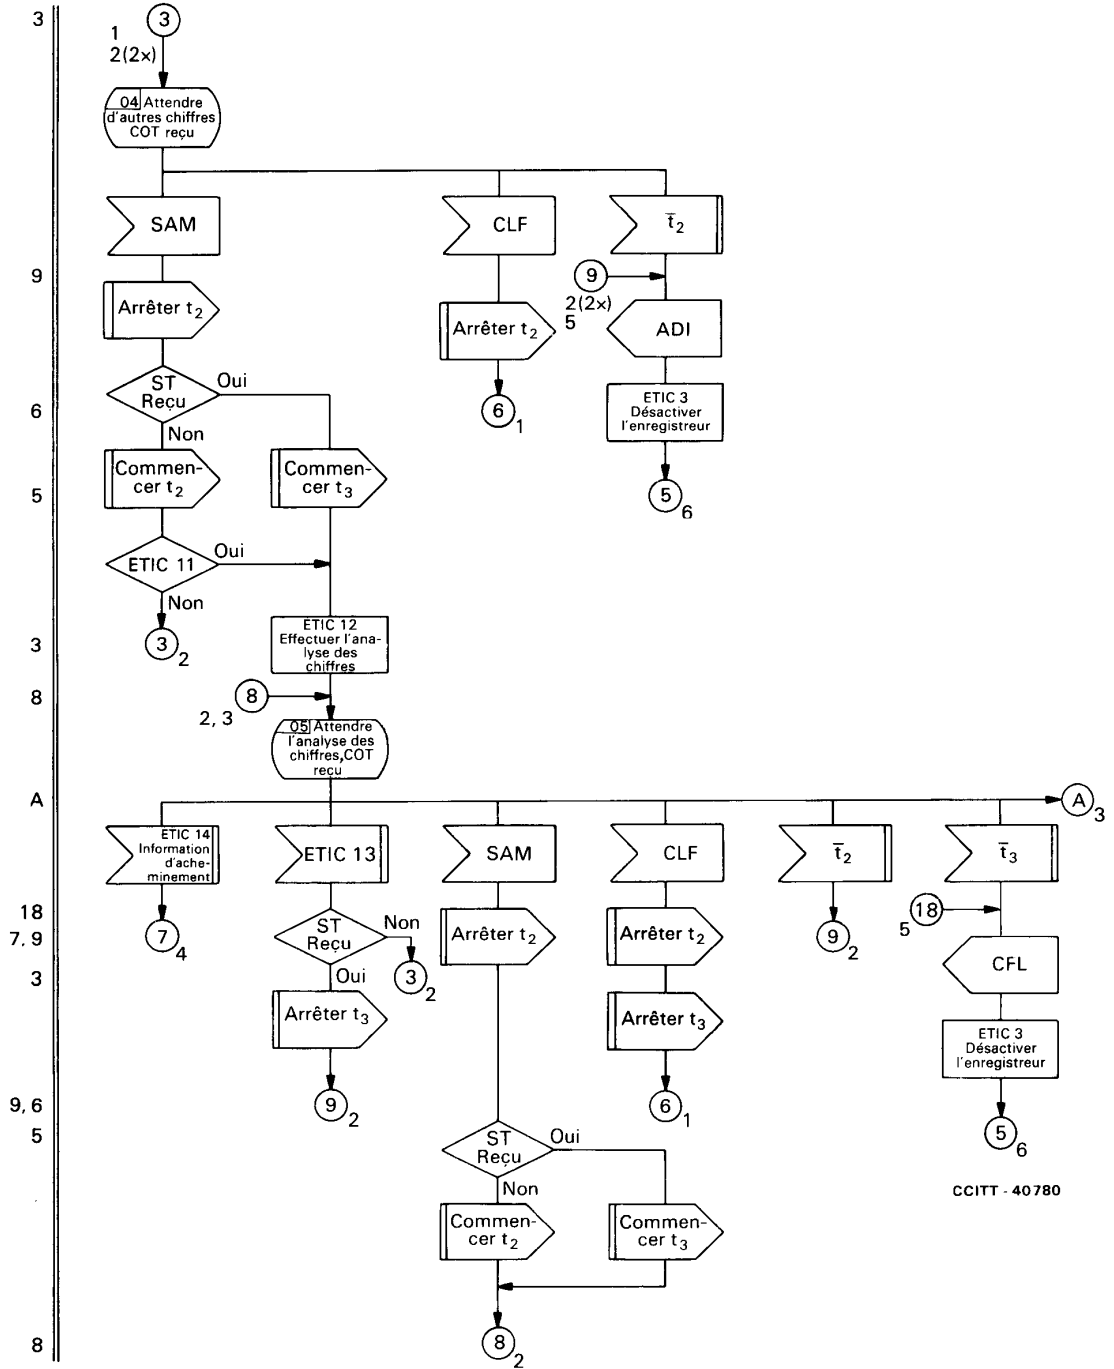 3
3
1
2(2x)
04 Attendre
d'autres chiffres
COT reçu
SAM
CLF
t̄2
9
9
2(2x)
5
Arrêter t2
Arrêter t2
ADI
ST
Reçu
Oui
Non
6
6
1
ETIC 3
Désactiver
l'enregistreur
Commen-
cer t2
Commen-
cer t3
5
5
6
ETIC 11
Oui
Non
3
3
2
ETIC 12
Effectuer l'ana-
lyse des
chiffres
8
8
2, 3
05 Attendre
l'analyse des
chiffres,COT
reçu
A
A
3
ETIC 14
Information
d'ache-
minement
ETIC 13
SAM
CLF
t̄2
t̄3
18
18
5
7, 9
7
4
ST
Reçu
Non
Oui
Arrêter t2
Arrêter t2
9
2
CFL
3
3
2
Arrêter t3
Arrêter t3
ETIC 3
Désactiver
l'enregistreur
9, 6
9
2
6
1
5
5
6
ST
Reçu
Oui
Non
CCITT - 40780
Commen-
cer t2
Commen-
cer t3
8
8
2